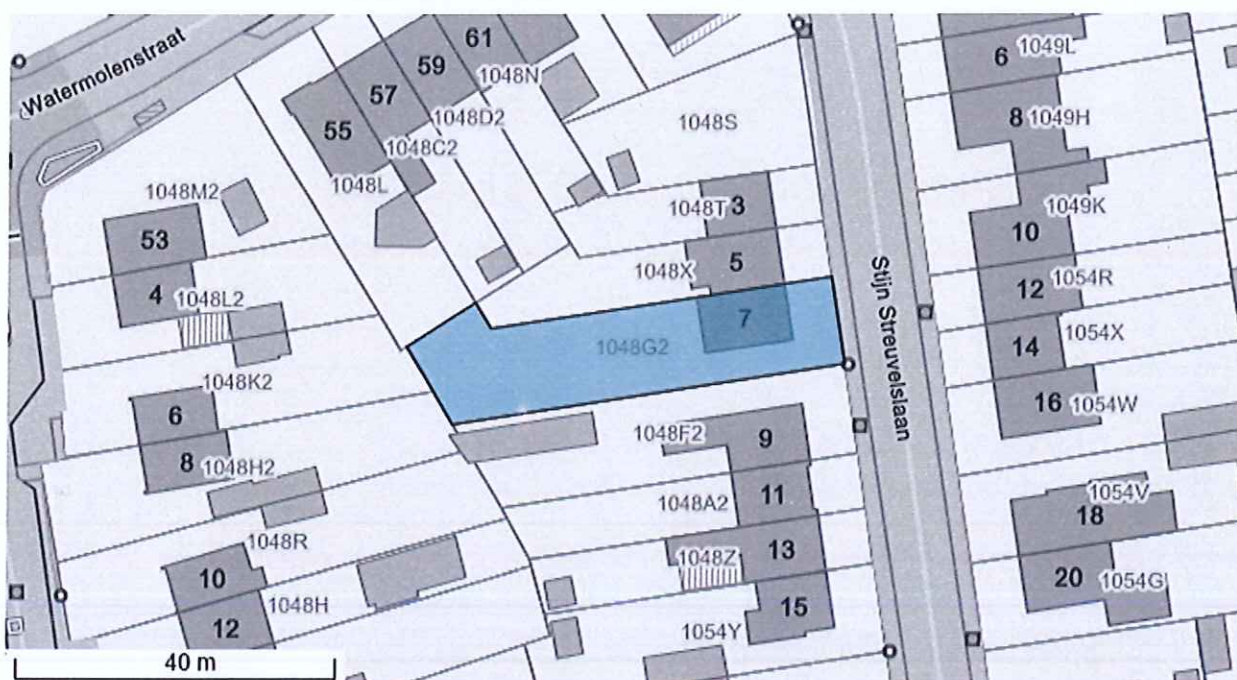 Watermolenstraat
61
59
1048N
57
1048D2
55
1048C2
1048L
1048S
6
1049L
8
1049H
1048M2
53
1048T
3
1049K
10
4
1048L2
1048X
5
12
1054R
Stijn Streuvelslaan
1048G2
7
14
1054X
1048K2
6
16
1054W
8
1048H2
1048F2
9
1048A2
11
1054V
18
1048R
10
1048Z
13
20
1054G
1048H
12
1054Y
15
40 m